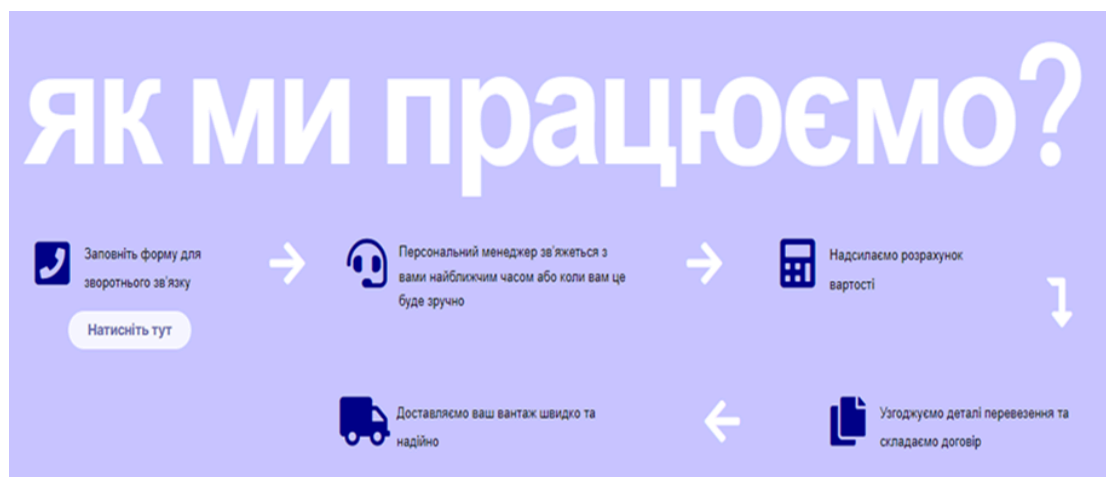 як ми працюємо?
Заповніть форму для
зворотнього зв'язку
Натисніть тут
Персональний менеджер зв'яжеться з
вами найближчим часом або коли вам це
буде зручно
Надсилаємо розрахунок
вартості
Узгоджуємо деталі перевезення та
складаємо договір
Доставляємо ваш вантаж швидко та
надійно